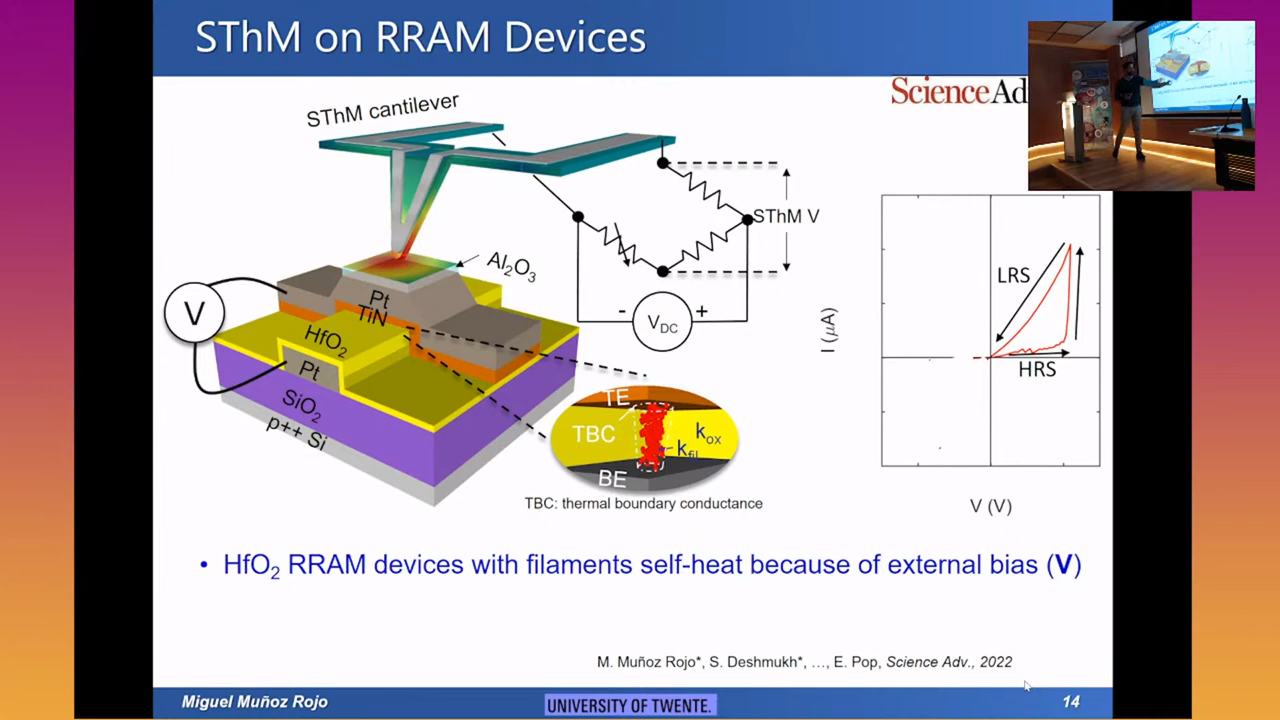 SThM on RRAM Devices
Science Ad
SThM cantilever
SThM V
Al2O3
Pt
TiN
V
HfO2
Pt
SiO2
p++ Si
- VDC +
TE
TBC
kox
kfil
BE
TBC: thermal boundary conductance
I (μA)
LRS
HRS
V (V)
• HfO2 RRAM devices with filaments self-heat because of external bias (V)
M. Muñoz Rojo*, S. Deshmukh*, …, E. Pop, Science Adv., 2022
Miguel Muñoz Rojo
UNIVERSITY OF TWENTE.
14